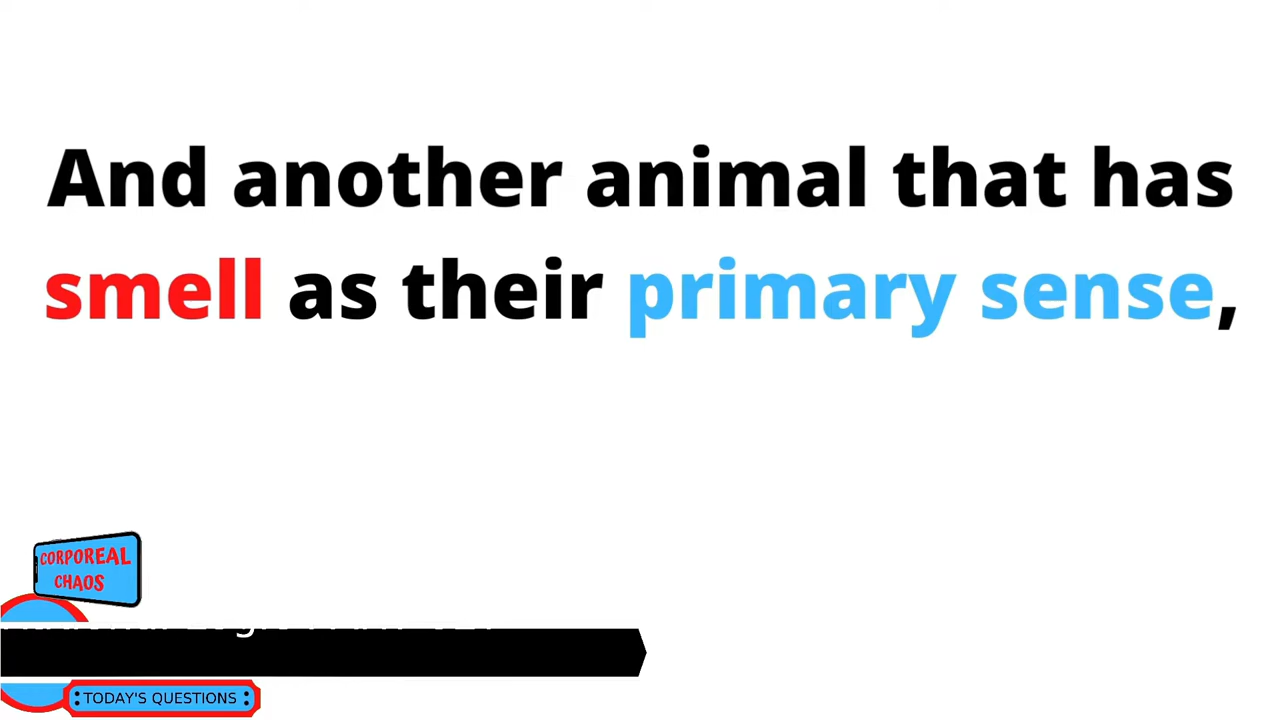 And another animal that has
smell as their primary sense,
CORPOREAL
CHAOS
TODAY'S QUESTIONS